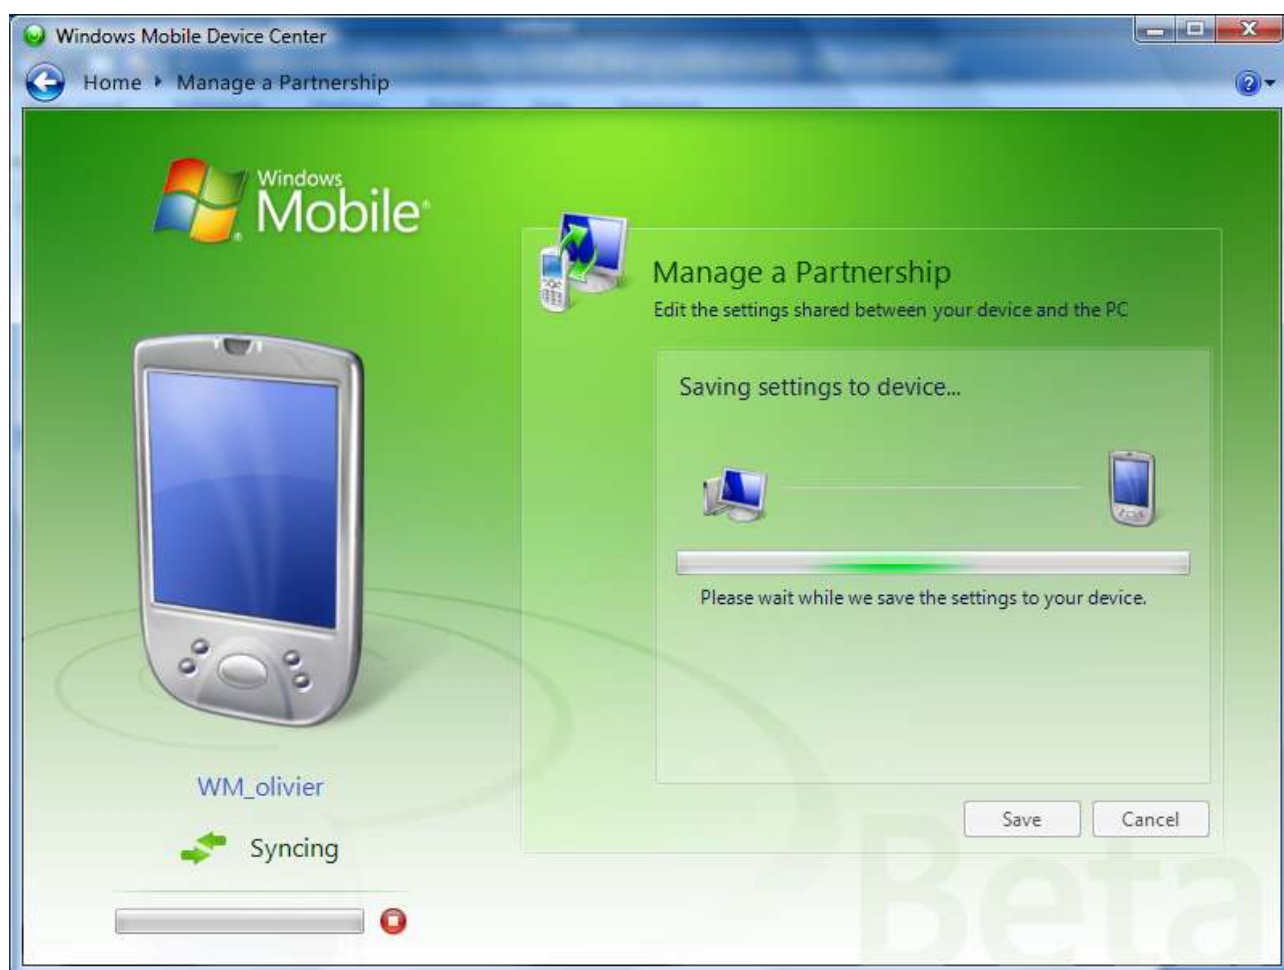 Windows Mobile Device Center
Home Manage a Partnership
Windows
Mobile®
Manage a Partnership
Edit the settings shared between your device and the PC
Saving settings to device...
Please wait while we save the settings to your device.
WM_olivier
Save Cancel
Syncing
Beta